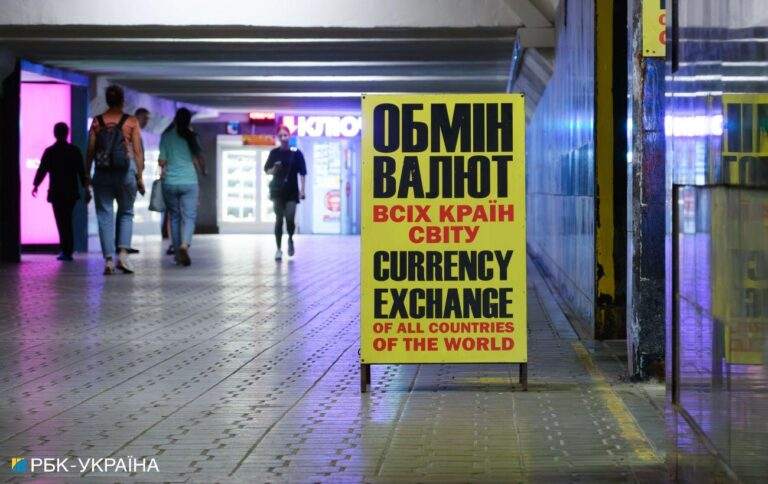 ОБМІН
ВАЛЮТ
ВСІХ КРАЇН
СВІТУ
CURRENCY
EXCHANGE
OF ALL COUNTRIES
OF THE WORLD
РБК-УКРАЇНА